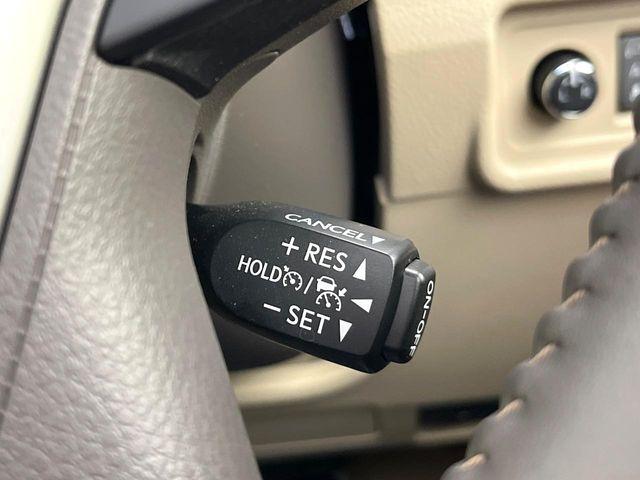 CANCEL▼
+ RES ▲
HOLD /
− SET ▼
ON-OFF